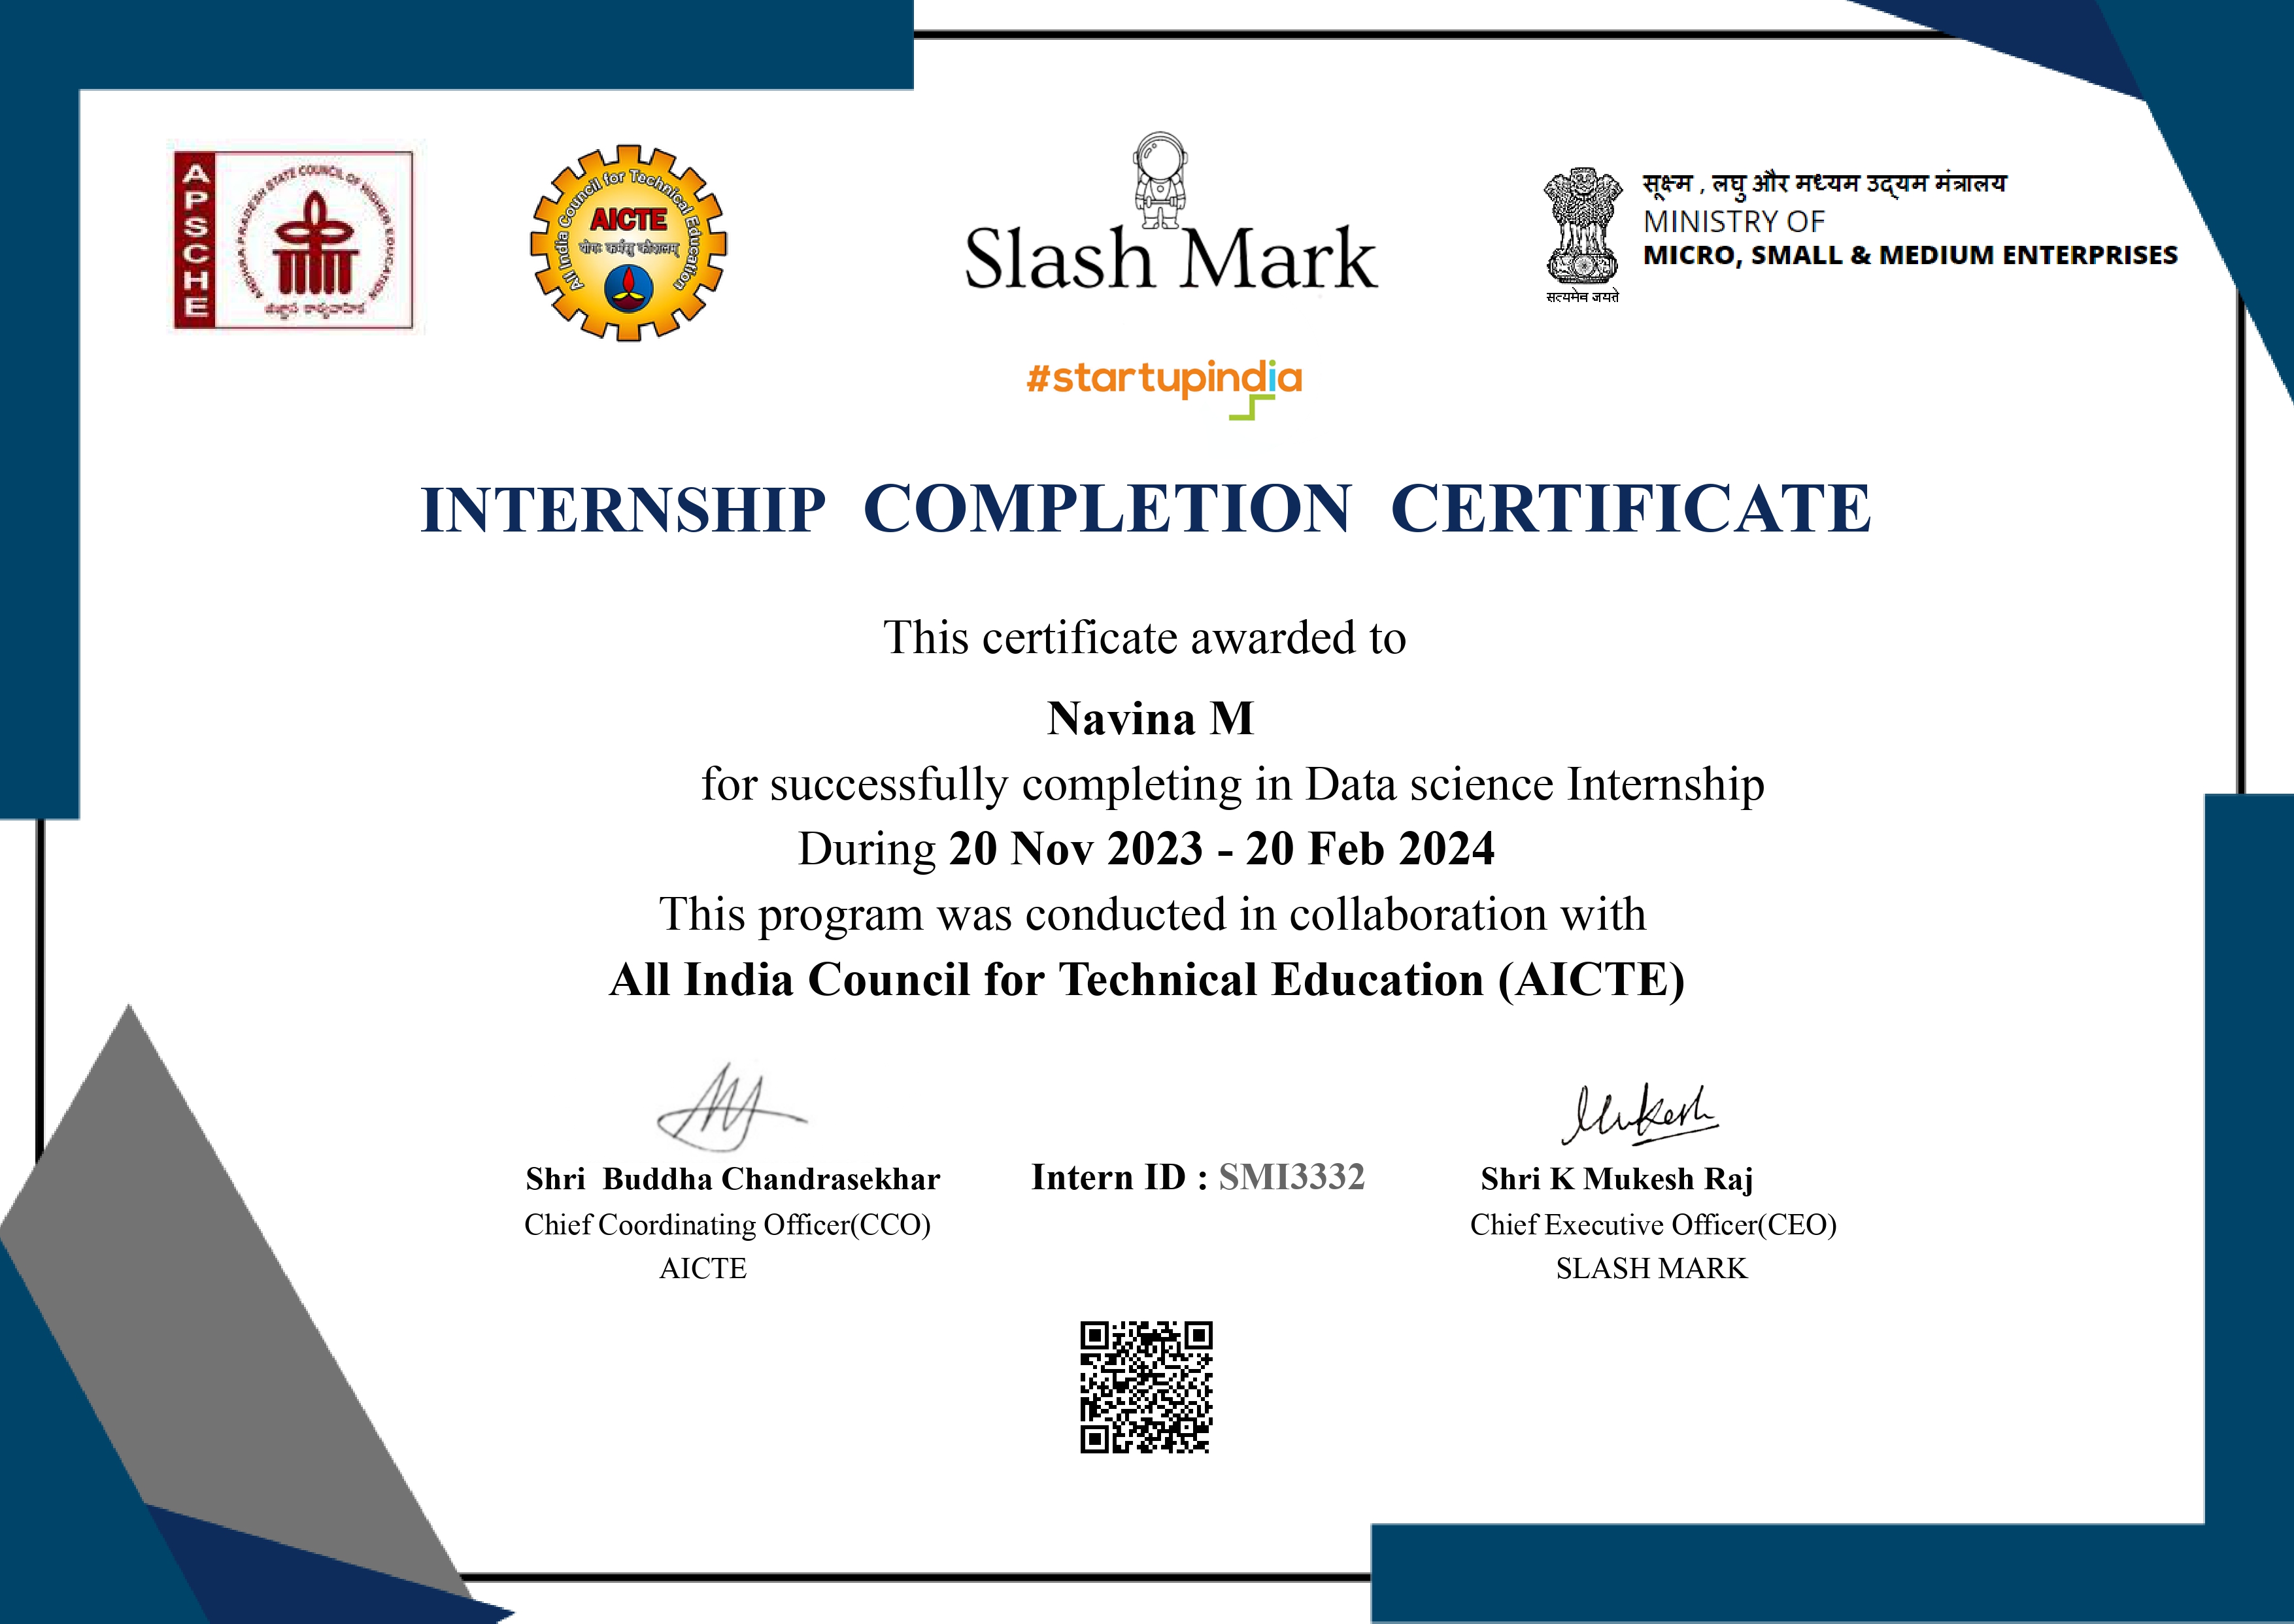 APSCHE
ANDHRA PRADESH STATE COUNCIL OF HIGHER EDUCATION
All India Council for Technical Education
AICTE
योगः कर्मसु कौशलम्
Slash Mark
#startupindia
सूक्ष्म , लघु और मध्यम उद्यम मंत्रालय
MINISTRY OF
MICRO, SMALL & MEDIUM ENTERPRISES
सत्यमेव जयते
INTERNSHIP COMPLETION CERTIFICATE
This certificate awarded to
Navina M
for successfully completing in Data science Internship
During 20 Nov 2023 - 20 Feb 2024
This program was conducted in collaboration with
All India Council for Technical Education (AICTE)
Mukesh
Shri Buddha Chandrasekhar
Chief Coordinating Officer(CCO)
AICTE
Intern ID : SMI3332
Shri K Mukesh Raj
Chief Executive Officer(CEO)
SLASH MARK